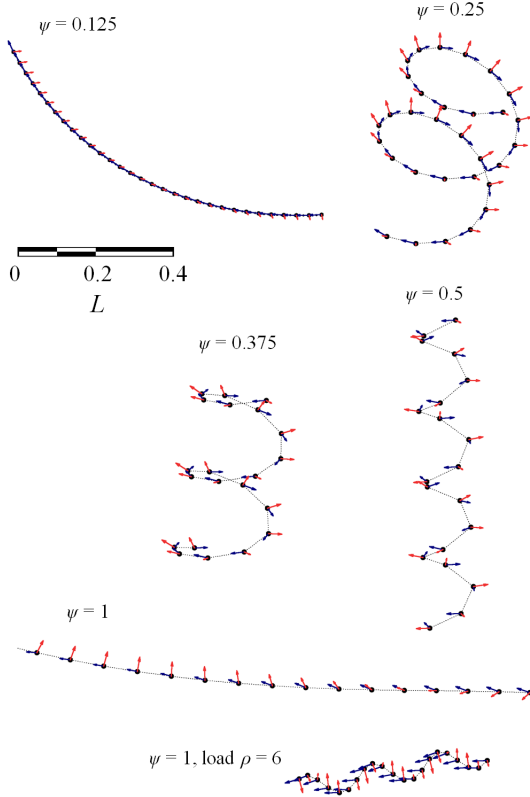 ψ = 0.125
ψ = 0.25
0 0.2 0.4
L
ψ = 0.5
ψ = 0.375
ψ = 1
ψ = 1, load ρ = 6